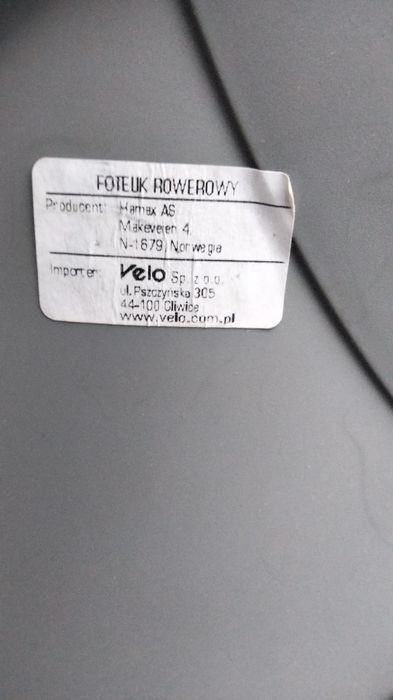 FOTELIK ROWEROWY
Producent: Hamax AS
Makeveien 4
N-1679, Norwegia
Importer: Velo Sp. z o.o.
ul. Pszczyńska 305
44-100 Gliwice
www.velo.com.pl